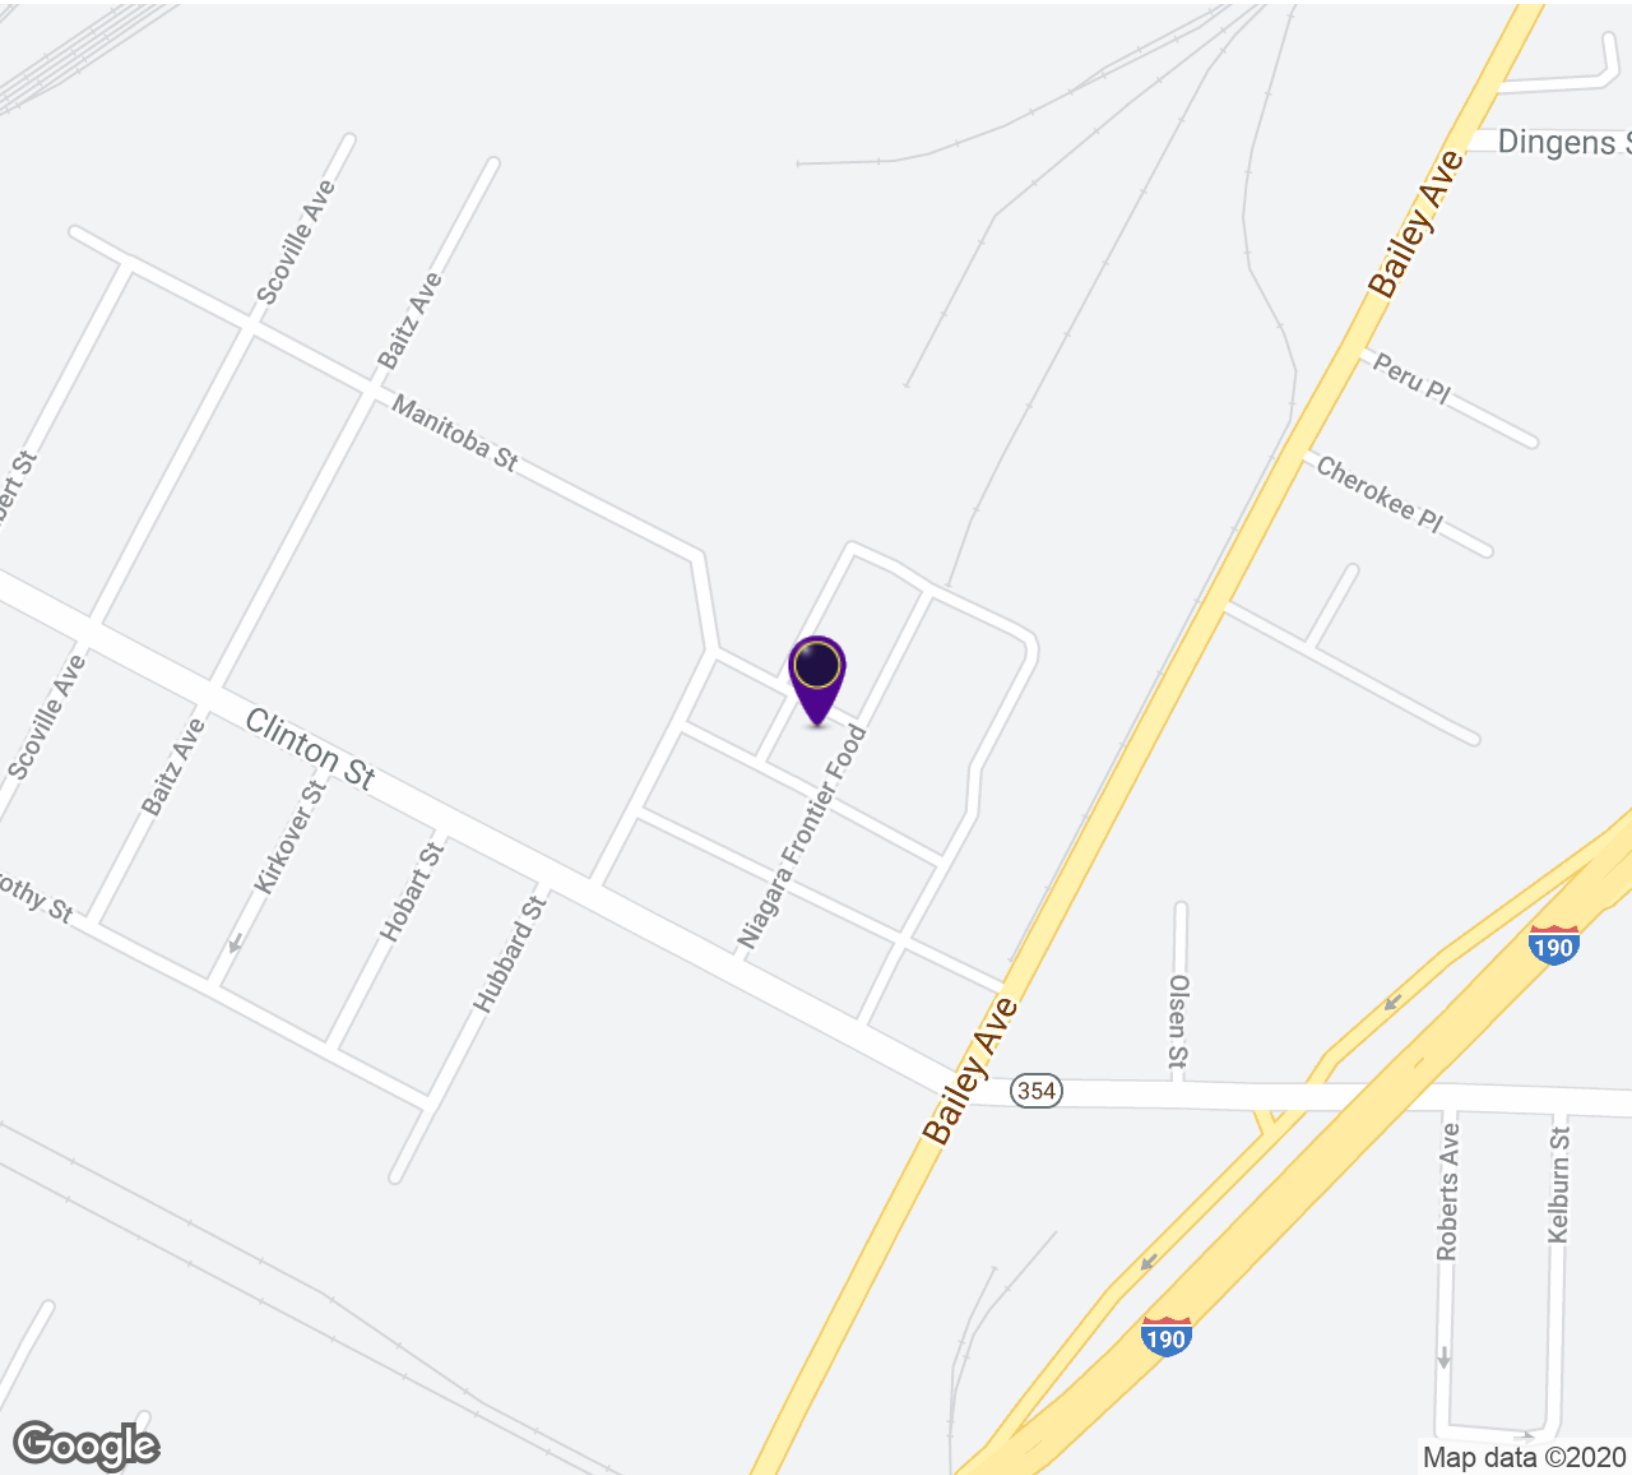 Dingens S
Bailey Ave
Scoville Ave
Baitz Ave
Peru Pl
Manitoba St
Cherokee Pl
bert St
Scoville Ave
Baitz Ave
Clinton St
Kirkover St
Hobart St
Hubbard St
Niagara Frontier Food
othy St
190
Olsen St
Bailey Ave
354
Roberts Ave
Kelburn St
190
Google
Map data ©2020